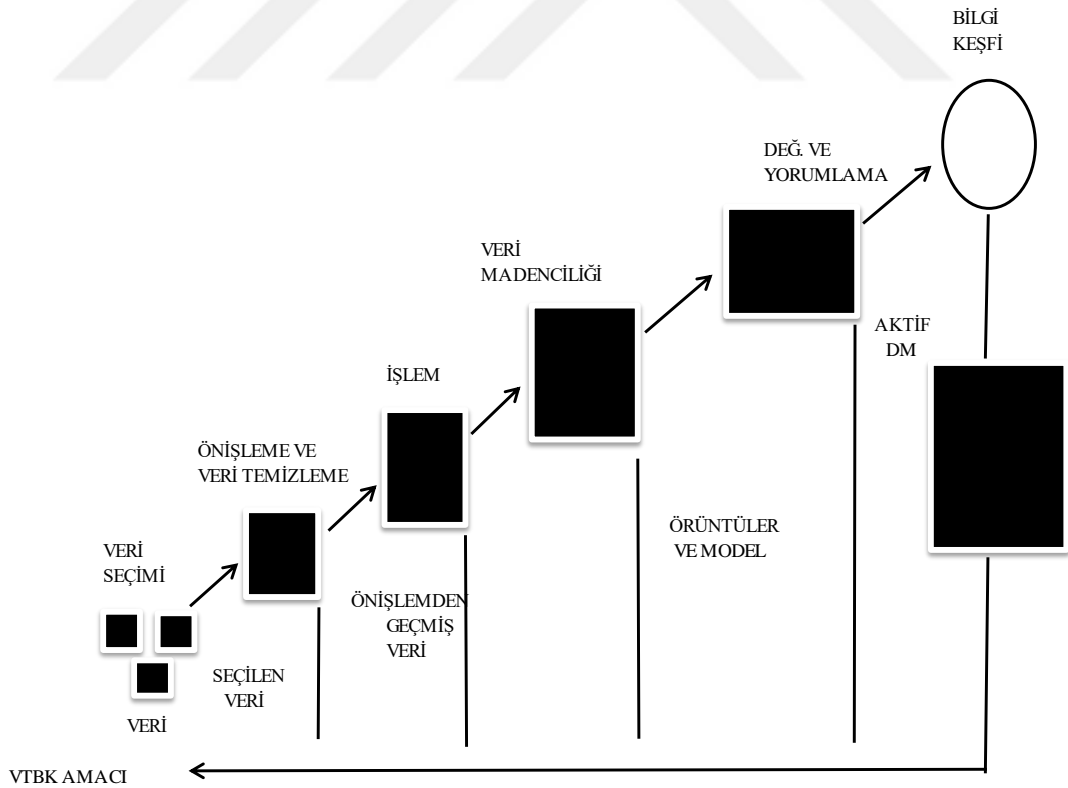 BİLGİ
KEŞFİ
DEĞ. VE
YORUMLAMA
VERİ
MADENCİLİĞİ
AKTİF
DM
İŞLEM
ÖNİŞLEME VE
VERİ TEMİZLEME
ÖRÜNTÜLER
VE MODEL
VERİ
SEÇİMİ
ÖNİŞLEMDEN
GEÇMİŞ
VERİ
SEÇİLEN
VERİ
VERİ
VTBK AMACI